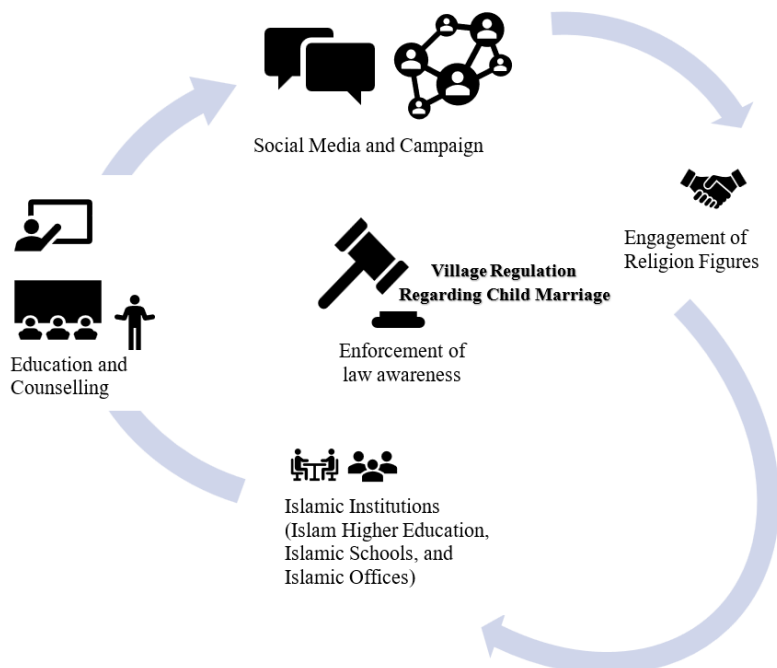 Social Media and Campaign
Engagement of
Religion Figures
Village Regulation
Regarding Child Marriage
Enforcement of
law awareness
Education and
Counselling
Islamic Institutions
(Islam Higher Education,
Islamic Schools, and
Islamic Offices)